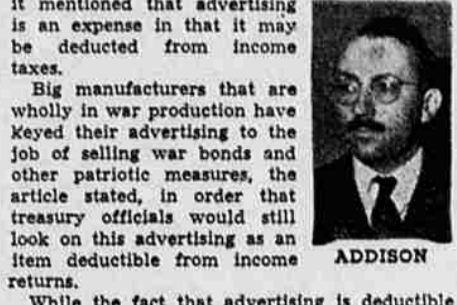 it mentioned that advertising
is an expense in that it may
be deducted from income
taxes.
Big manufacturers that are
wholly in war production have
Keyed their advertising to the
job of selling war bonds and
other patriotic measures, the
article stated, in order that
treasury officials would still
look on this advertising as an
item deductible from income
returns.
ADDISON
While the fact that advertising is deductible